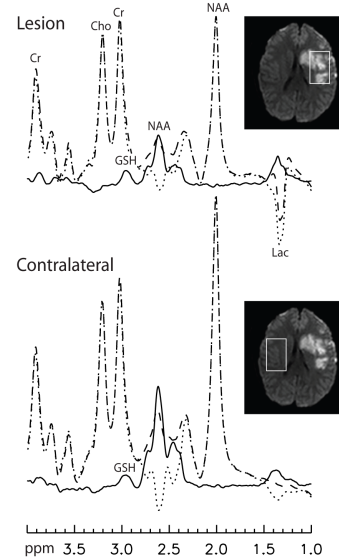 Lesion
NAA
Cr
Cho
Cr
NAA
GSH
Lac
Contralateral
GSH
ppm 3.5 3.0 2.5 2.0 1.5 1.0